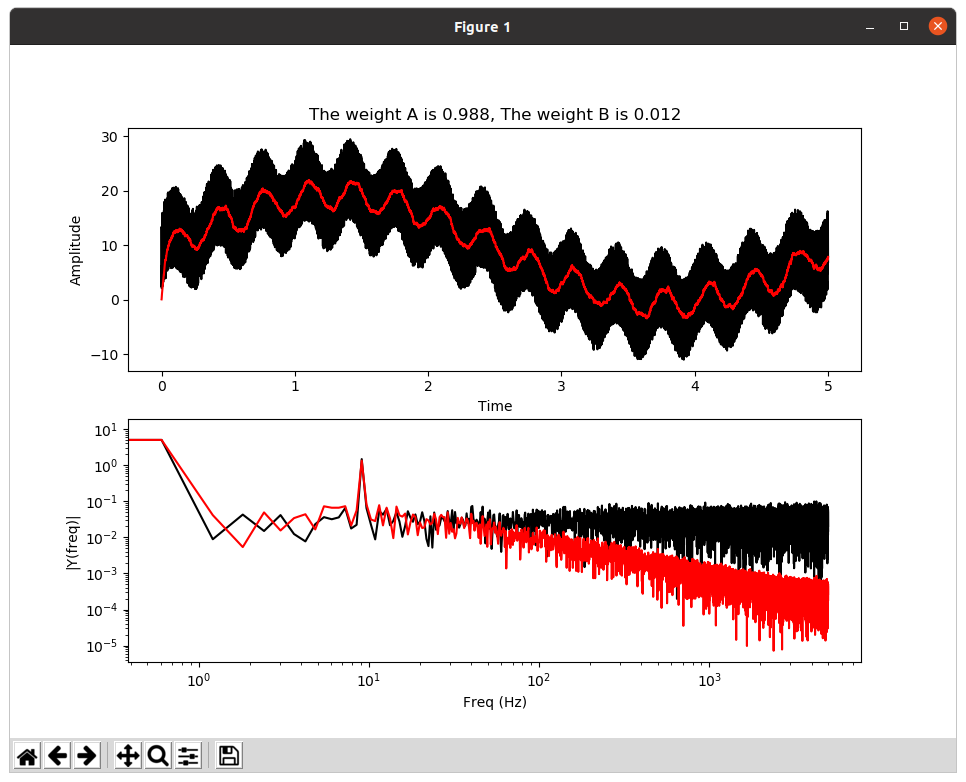 Figure 1
The weight A is 0.988, The weight B is 0.012
Amplitude
30
20
10
0
−10
0 1 2 3 4 5
Time
|Y(freq)|
10¹
10⁰
10⁻¹
10⁻²
10⁻³
10⁻⁴
10⁻⁵
10⁰ 10¹ 10² 10³
Freq (Hz)